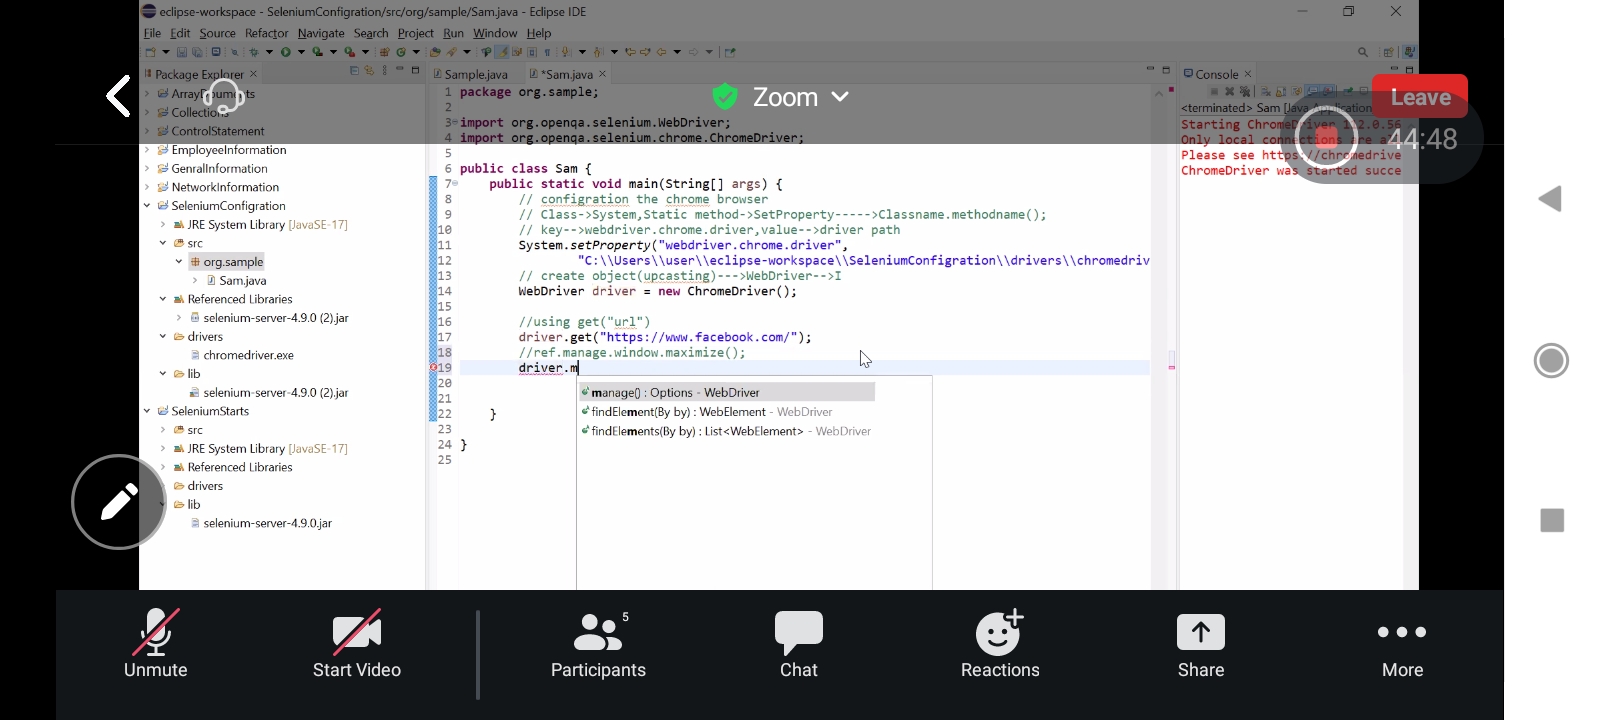 eclipse-workspace - SeleniumConfigration/src/org/sample/Sam.java - Eclipse IDE
File Edit Source Refactor Navigate Search Project Run Window Help
Package Explorer
Sample.java
*Sam.java
Console
Zoom
Leave
44:48
Collections
ControlStatement
EmployeeInformation
GenralInformation
NetworkInformation
SeleniumConfigration
JRE System Library [JavaSE-17]
src
org.sample
Sam.java
Referenced Libraries
selenium-server-4.9.0 (2).jar
drivers
chromedriver.exe
lib
selenium-server-4.9.0 (2).jar
SeleniumStarts
src
JRE System Library [JavaSE-17]
Referenced Libraries
drivers
lib
selenium-server-4.9.0.jar
1 package org.sample;
2
3 import org.openqa.selenium.WebDriver;
4 import org.openqa.selenium.chrome.ChromeDriver;
5
6 public class Sam {
7 public static void main(String[] args) {
8 // configration the chrome browser
9 // Class->System,Static method->SetProperty----->Classname.methodname();
10 // key-->webdriver.chrome.driver,value-->driver path
11 System.setProperty("webdriver.chrome.driver",
12 "C:\\Users\\user\\eclipse-workspace\\SeleniumConfigration\\drivers\\chromedriv
13 // create object(upcasting)--->WebDriver-->I
14 WebDriver driver = new ChromeDriver();
15
16 //using get("url")
17 driver.get("https://www.facebook.com/");
18 //ref.manage.window.maximize();
19 driver.m
20
21
22 }
23
24 }
25
manage() : Options - WebDriver
findElement(By by) : WebElement - WebDriver
findElements(By by) : List<WebElement> - WebDriver
<terminated> Sam [Java Application
Starting ChromeDriver 112.0.56
Only local connections are
Please see https://chromedrive
ChromeDriver was started succe
Unmute
Start Video
5
Participants
Chat
Reactions
Share
More